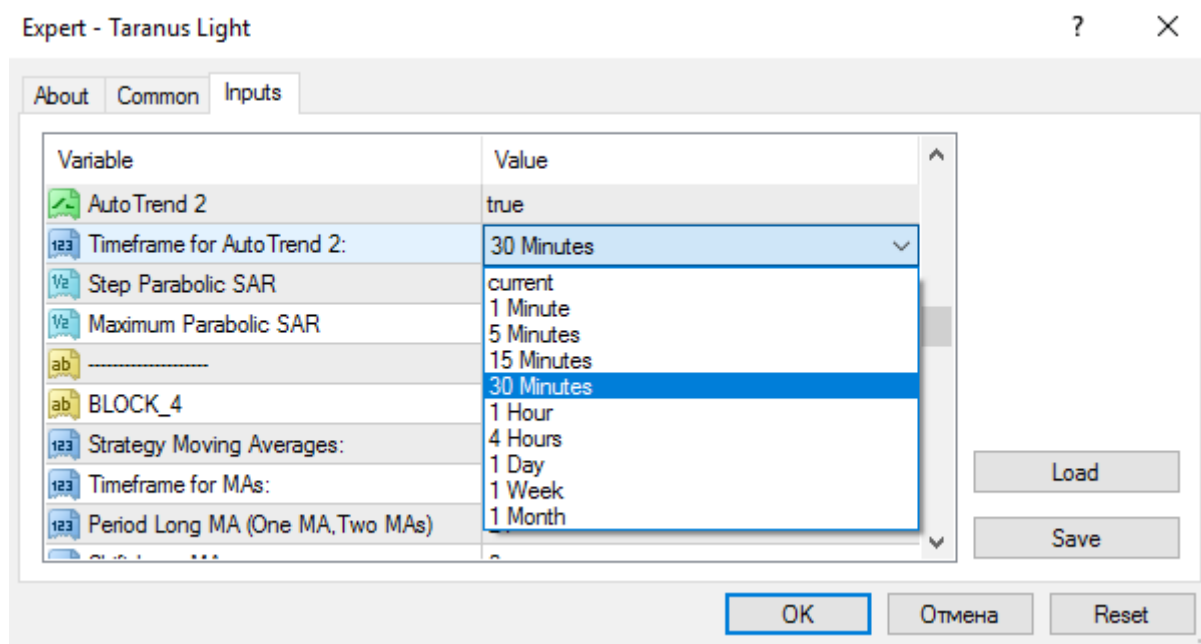 Expert - Taranus Light
?
About Common Inputs
Variable Value
AutoTrend 2 true
Timeframe for AutoTrend 2: 30 Minutes
Step Parabolic SAR
Maximum Parabolic SAR
--------------------
BLOCK_4
Strategy Moving Averages:
Timeframe for MAs:
Period Long MA (One MA,Two MAs)
current
1 Minute
5 Minutes
15 Minutes
30 Minutes
1 Hour
4 Hours
1 Day
1 Week
1 Month
Load
Save
OK Отмена Reset